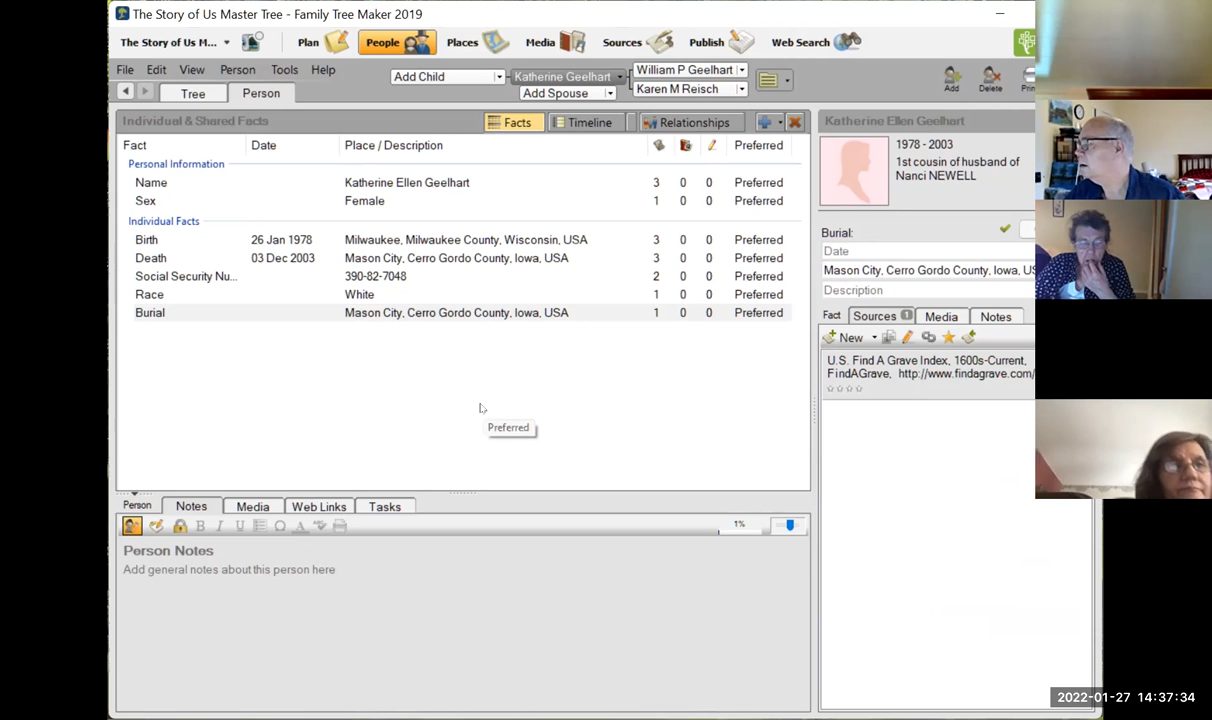 The Story of Us Master Tree - Family Tree Maker 2019
The Story of Us M... Plan People Places Media Sources Publish Web Search
File Edit View Person Tools Help
Add Child Katherine Geelhart William P Geelhart
Add Spouse Karen M Reisch
Add Delete Prin
Tree Person
Individual & Shared Facts Facts Timeline Relationships
Fact Date Place / Description Preferred
Personal Information
Name Katherine Ellen Geelhart 3 0 0 Preferred
Sex Female 1 0 0 Preferred
Individual Facts
Birth 26 Jan 1978 Milwaukee, Milwaukee County, Wisconsin, USA 3 0 0 Preferred
Death 03 Dec 2003 Mason City, Cerro Gordo County, Iowa, USA 3 0 0 Preferred
Social Security Nu... 390-82-7048 2 0 0 Preferred
Race White 1 0 0 Preferred
Burial Mason City, Cerro Gordo County, Iowa, USA 1 0 0 Preferred
Preferred
Katherine Ellen Geelhart
1978 - 2003
1st cousin of husband of
Nanci NEWELL
Burial:
Date
Mason City, Cerro Gordo County, Iowa, US
Description
Fact Sources 1 Media Notes
New
U.S. Find A Grave Index, 1600s-Current,
FindAGrave, http://www.findagrave.com/
Person Notes Media Web Links Tasks
B I U Ω A 1%
Person Notes
Add general notes about this person here
2022-01-27 14:37:34